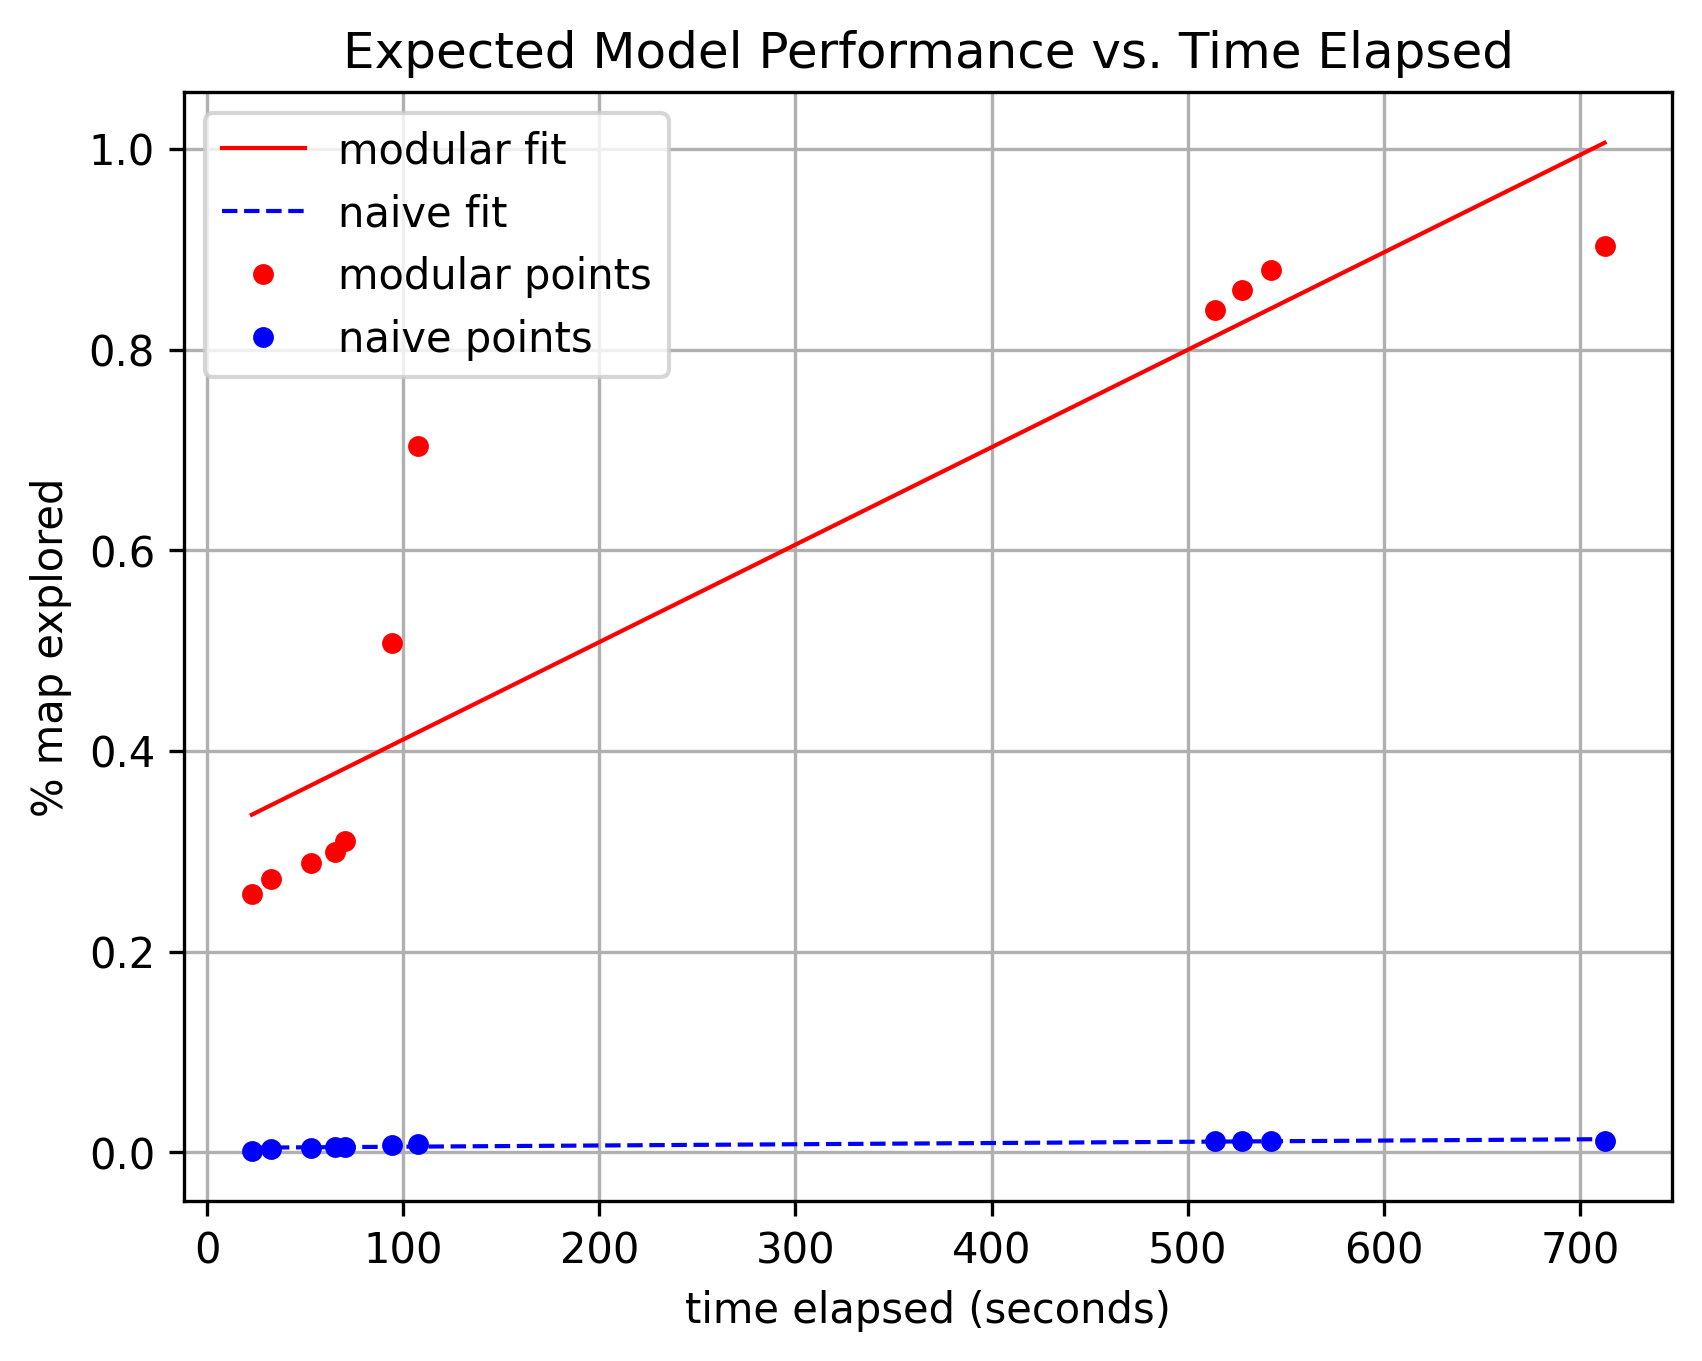 Expected Model Performance vs. Time Elapsed
modular fit
naive fit
modular points
naive points
1.0
0.8
0.6
0.4
0.2
0.0
% map explored
0 100 200 300 400 500 600 700
time elapsed (seconds)